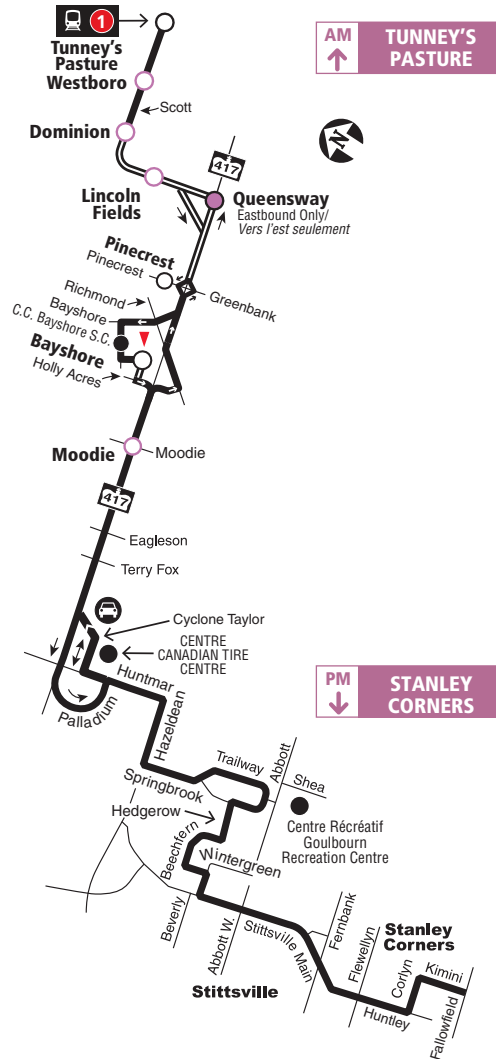 1
Tunney's
Pasture
Westboro
AM
TUNNEY'S
PASTURE
Scott
Dominion
N
417
Lincoln
Fields
Queensway
Eastbound Only/
Vers l'est seulement
Pinecrest
Pinecrest
Greenbank
Richmond
Bayshore
C.C. Bayshore S.C.
Bayshore
Holly Acres
Moodie
Moodie
417
Eagleson
Terry Fox
Cyclone Taylor
CENTRE
CANADIAN TIRE
CENTRE
Huntmar
Palladium
Hazeldean
PM
STANLEY
CORNERS
Springbrook
Trailway
Abbott
Shea
Hedgerow
Centre Récréatif
Goulbourn
Recreation Centre
Beechfern
Wintergreen
Beverly
Abbott W.
Stittsville Main
Fernbank
Flewellyn
Stanley
Corners
Stittsville
Corlyn
Kimini
Huntley
Fallowfield